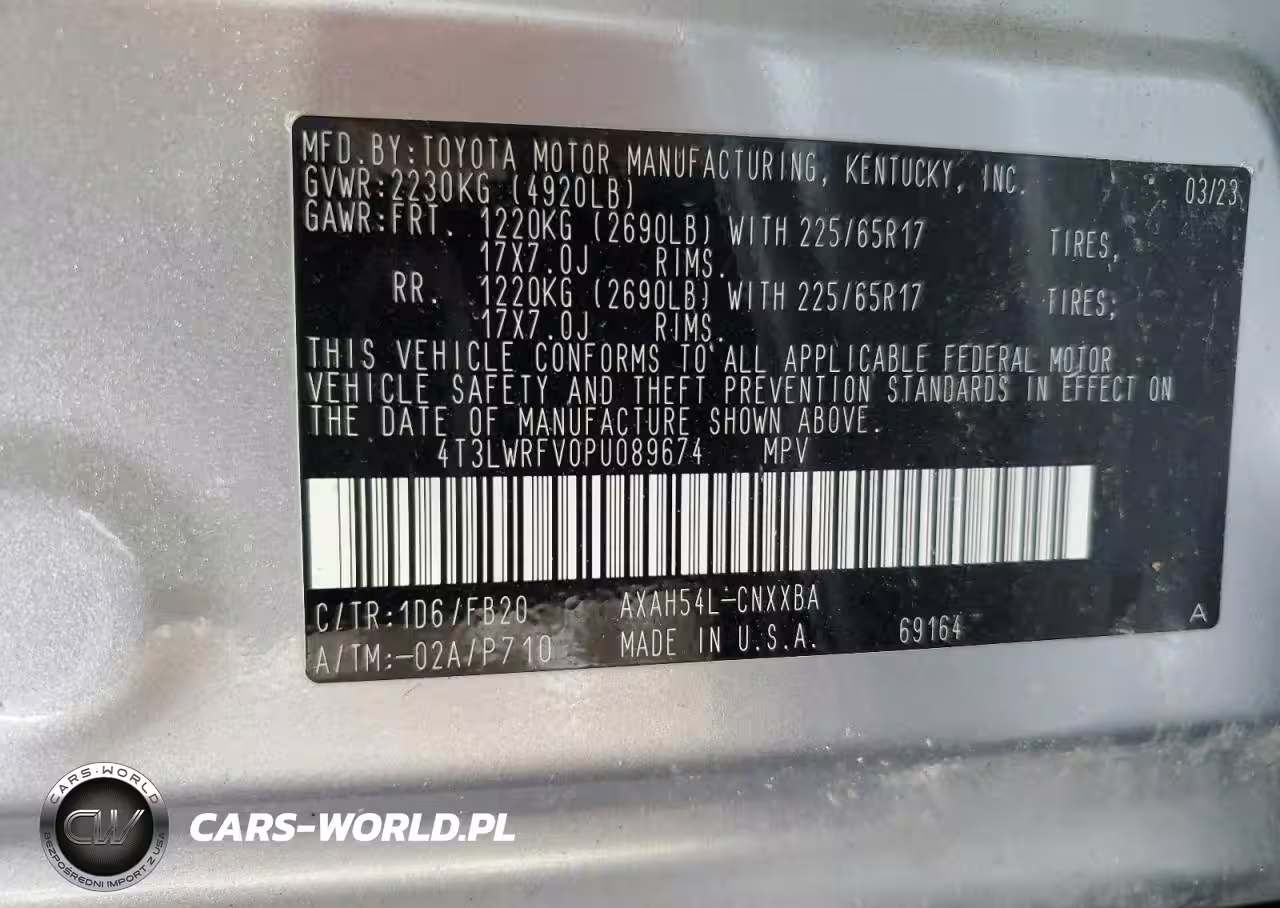 MFD.BY:TOYOTA MOTOR MANUFACTURING, KENTUCKY, INC. 03/23
GVWR:2230KG (4920LB)
GAWR:FRT. 1220KG (2690LB) WITH 225/65R17 TIRES,
17X7.0J RIMS.
RR. 1220KG (2690LB) WITH 225/65R17 TIRES;
17X7.0J RIMS.
THIS VEHICLE CONFORMS TO ALL APPLICABLE FEDERAL MOTOR
VEHICLE SAFETY AND THEFT PREVENTION STANDARDS IN EFFECT ON
THE DATE OF MANUFACTURE SHOWN ABOVE.
4T3LWRFV0PU089674 MPV
C/TR:1D6/FB20 AXAH54L-CNXXBA
A/TM:-02A/P710 MADE IN U.S.A. 69164 A
CARS-WORLD
CW
BEZPOŚREDNI IMPORT Z USA
CARS-WORLD.PL